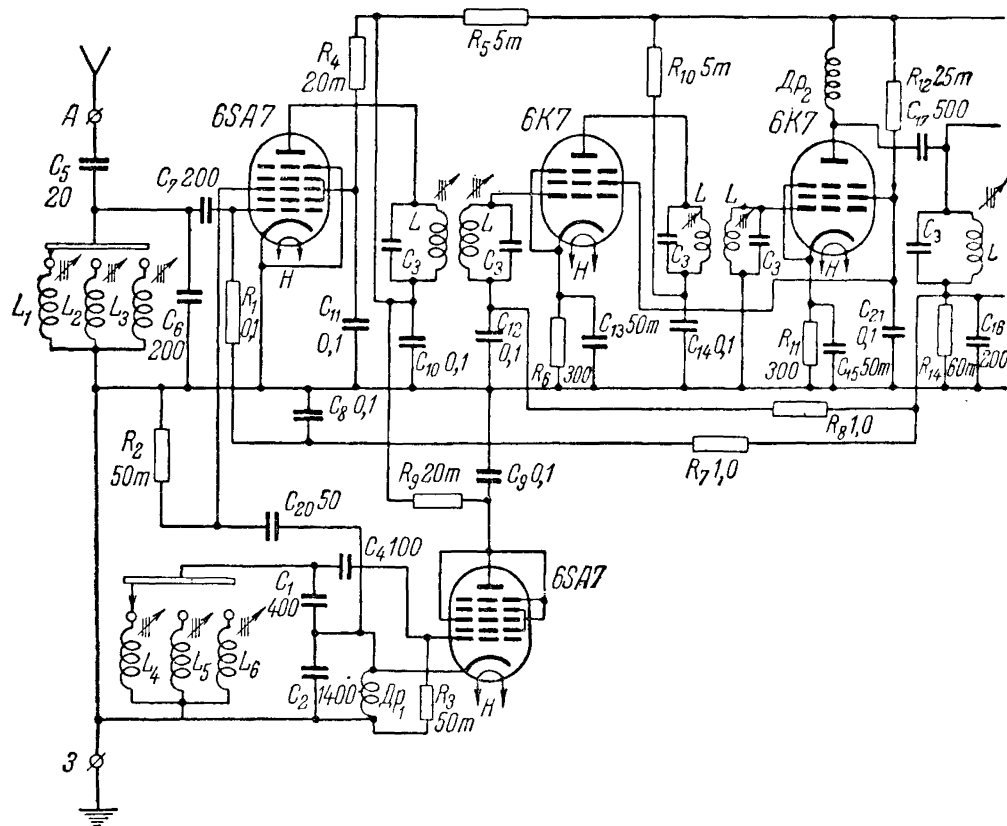 R₅ 5m
R₄
20m
R₁₀ 5m
Др₂
R₁₂ 25m
C₁₇ 500
6SA7
6K7
6K7
А
C₅
20
C₇ 200
L
L
L
L
C₃
C₃
C₃
C₃
C₃
L
H
H
H
L₁
L₂
L₃
C₆
200
R₁
0,1
C₁₁
0,1
C₁₀ 0,1
C₁₂
0,1
R₆
300
C₁₃ 50m
C₁₄ 0,1
R₁₁
300
C₁₅ 50m
C₂₁
0,1
R₁₄ 60m
C₁₆
200
C₈ 0,1
R₈ 1,0
R₇ 1,0
R₂
50m
R₉ 20m
C₉ 0,1
C₂₀ 50
C₄ 100
6SA7
C₁
400
L₄
L₅
L₆
C₂ 1400
Др₁
R₃
50m
H
З